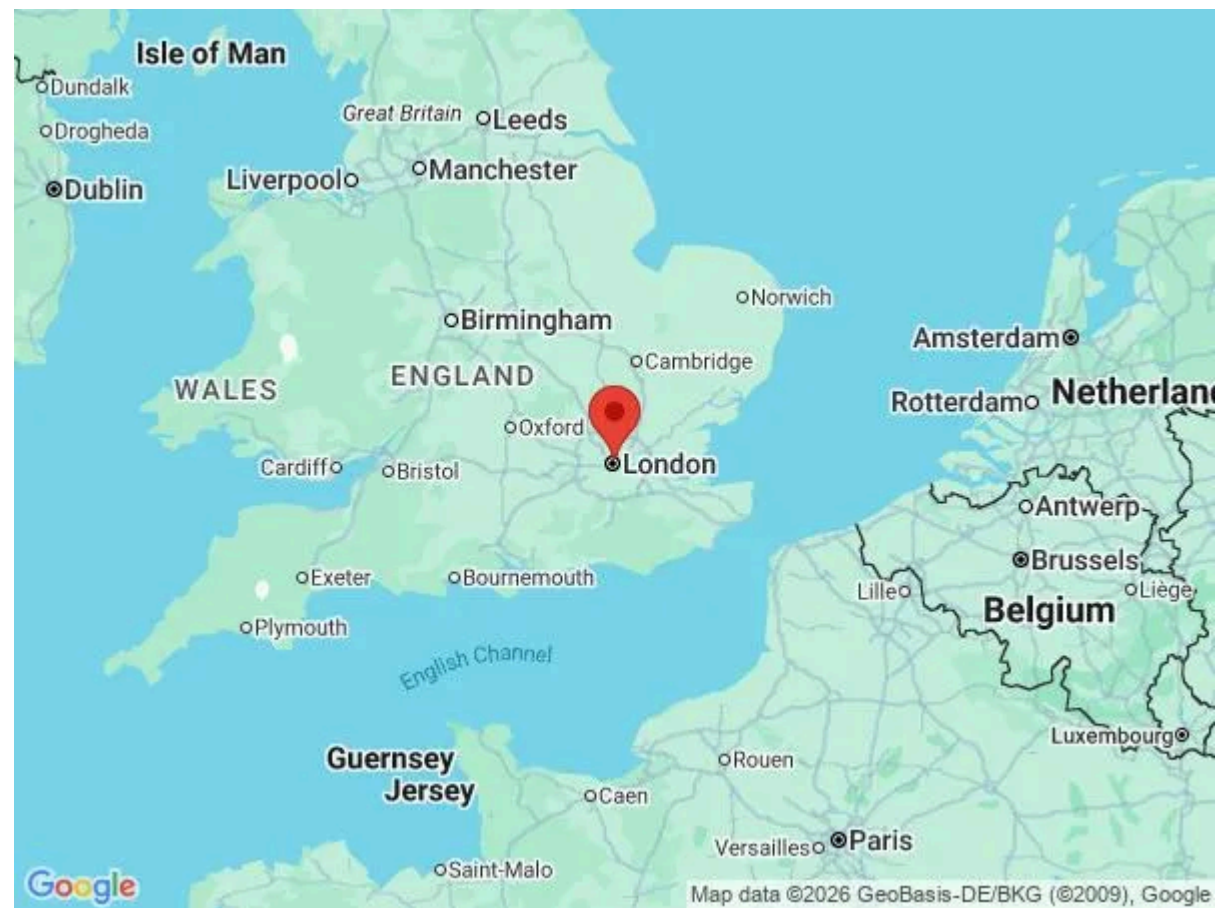 Isle of Man
Dundalk
Great Britain
Leeds
Drogheda
Manchester
Liverpool
Dublin
Norwich
Birmingham
Amsterdam
Cambridge
ENGLAND
WALES
Netherland
Rotterdam
Oxford
London
Cardiff
Bristol
Antwerp
Brussels
Exeter
Bournemouth
Lille
Liège
Belgium
Plymouth
English Channel
Luxembourg
Guernsey
Rouen
Jersey
Caen
Paris
Versailles
Saint-Malo
Google
Map data ©2026 GeoBasis-DE/BKG (©2009), Google